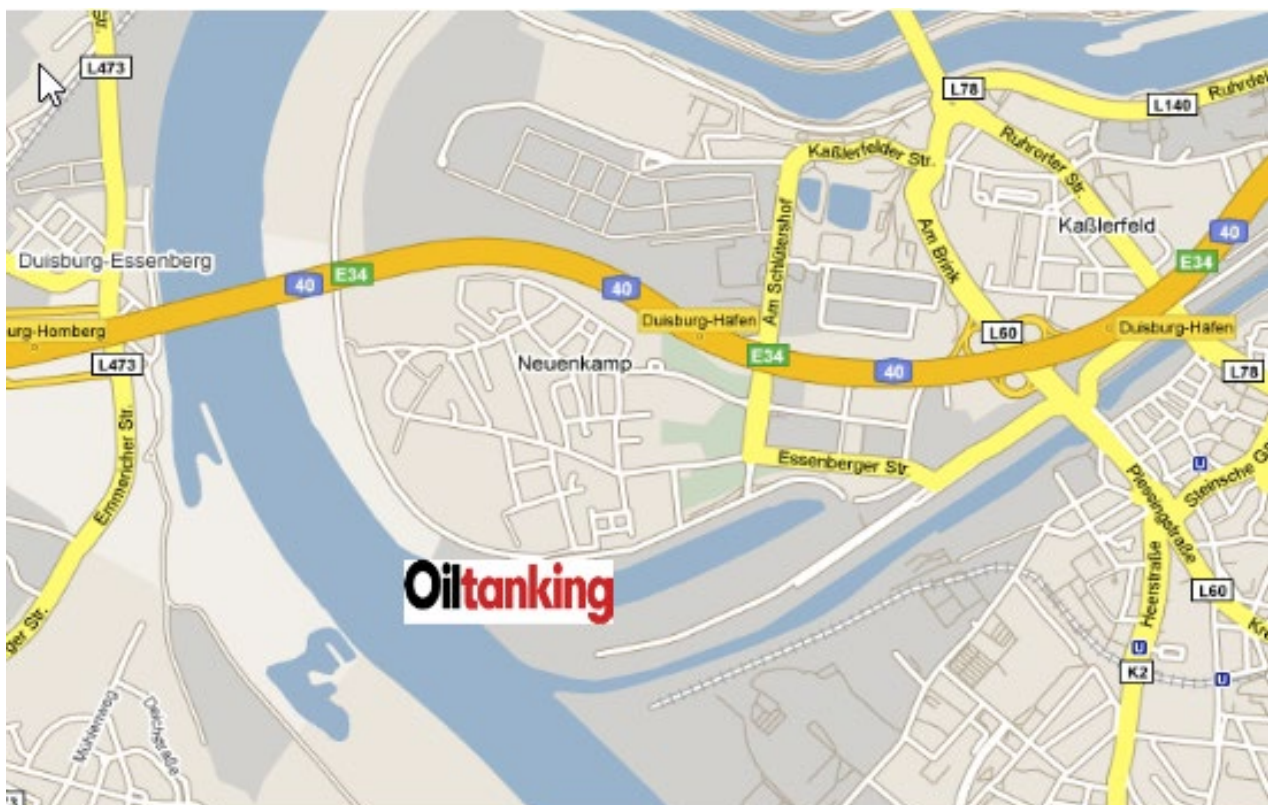 L473
L78
L140
Ruhrorter Str.
Kaßlerfelder Str.
Kaßlerfeld
Am Schlütershof
Am Brink
Duisburg-Essenberg
40
E34
40
40
E34
Duisburg-Häfen
L60
Duisburg-Häfen
urg-Homberg
L473
Neuenkamp
E34
40
L78
Emmericher Str.
Essenberger Str.
U
Plessingstraße
Oiltanking
Heerstraße
L60
ger Str.
U
K2
U
Mühlenweg
Deichstraße